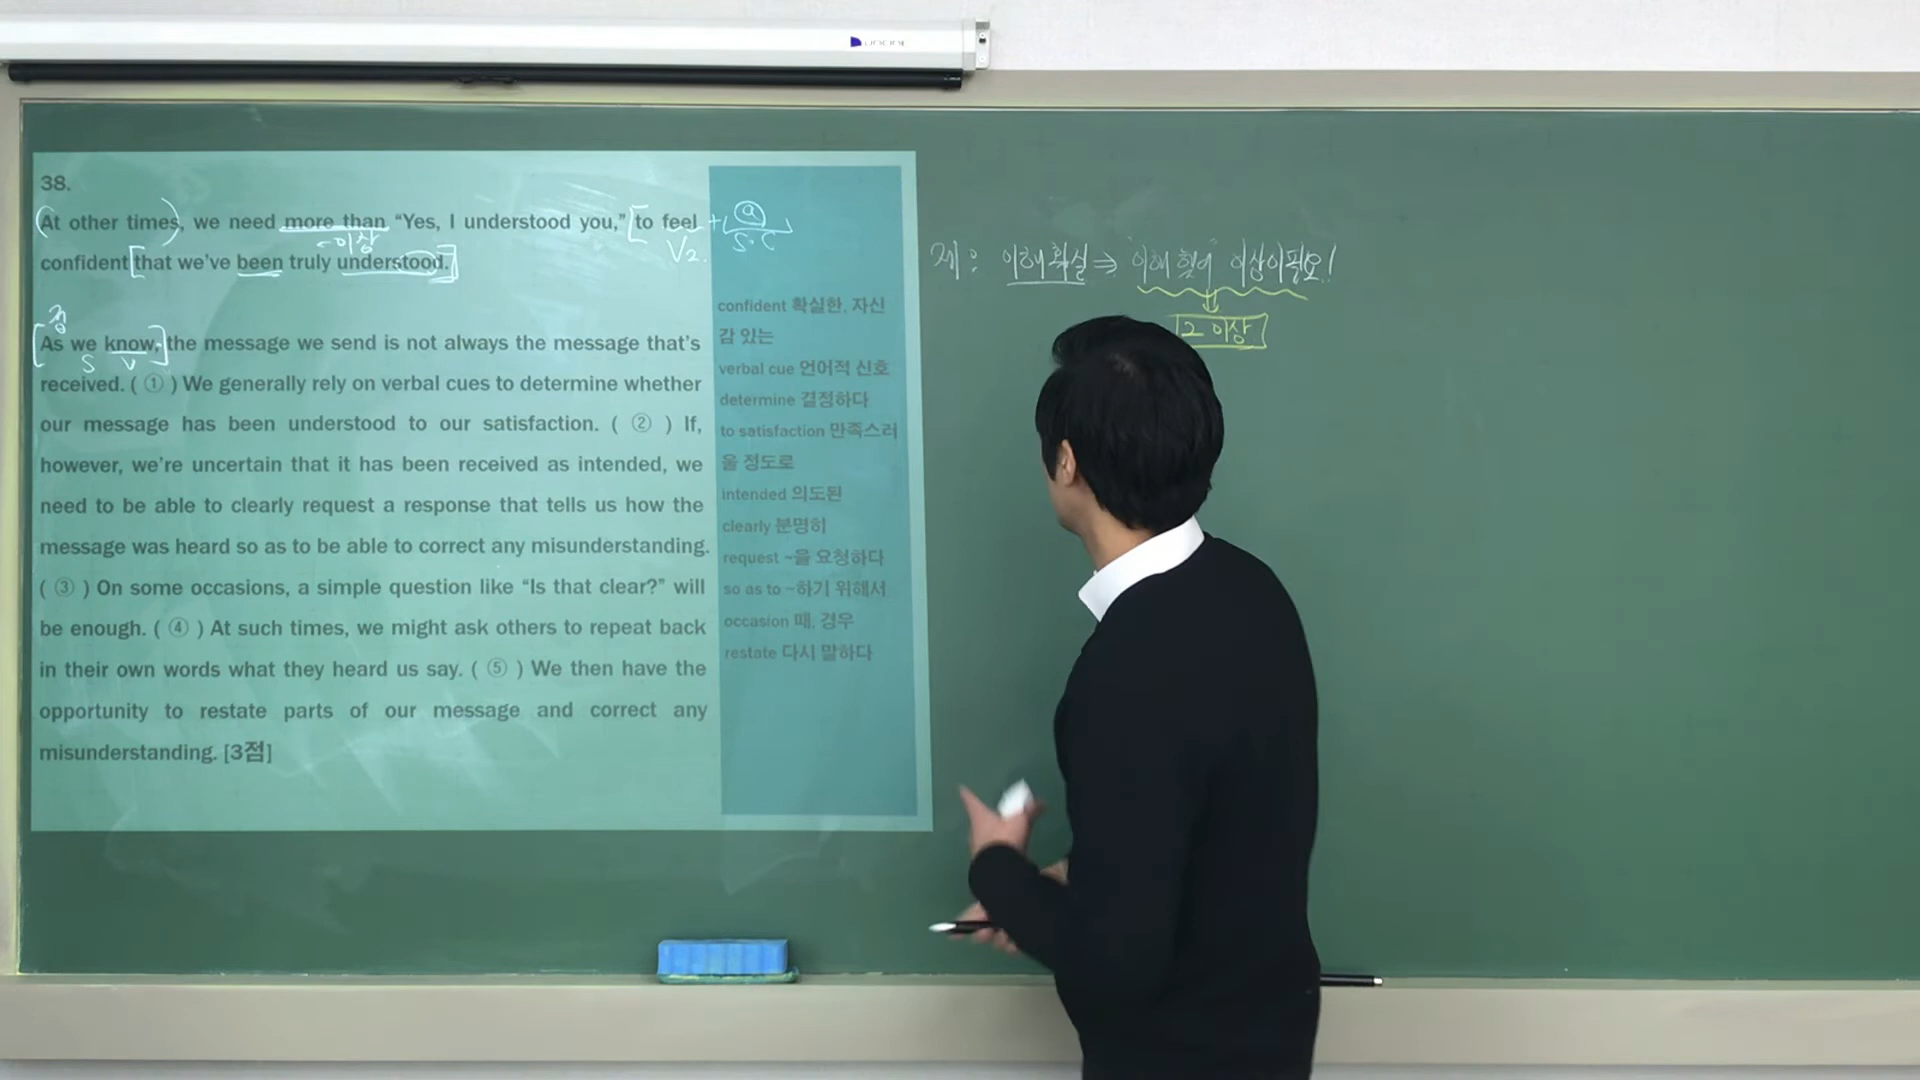 38.
At other times, we need more than “Yes, I understood you,” to feel
confident that we’ve been truly understood.
~이상
V2.
+
ⓐ
S·C
접
As we know, the message we send is not always the message that’s
S V
received. ( ① ) We generally rely on verbal cues to determine whether
our message has been understood to our satisfaction. ( ② ) If,
however, we’re uncertain that it has been received as intended, we
need to be able to clearly request a response that tells us how the
message was heard so as to be able to correct any misunderstanding.
( ③ ) On some occasions, a simple question like “Is that clear?” will
be enough. ( ④ ) At such times, we might ask others to repeat back
in their own words what they heard us say. ( ⑤ ) We then have the
opportunity to restate parts of our message and correct any
misunderstanding. [3점]
confident 확실한, 자신
감 있는
verbal cue 언어적 신호
determine 결정하다
to satisfaction 만족스러
울 정도로
intended 의도된
clearly 분명히
request ~을 요청하다
so as to ~하기 위해서
occasion 때, 경우
restate 다시 말하다
제: 이해 확실 ⇒ "이해 했어" 이상이 필요!
그 이상